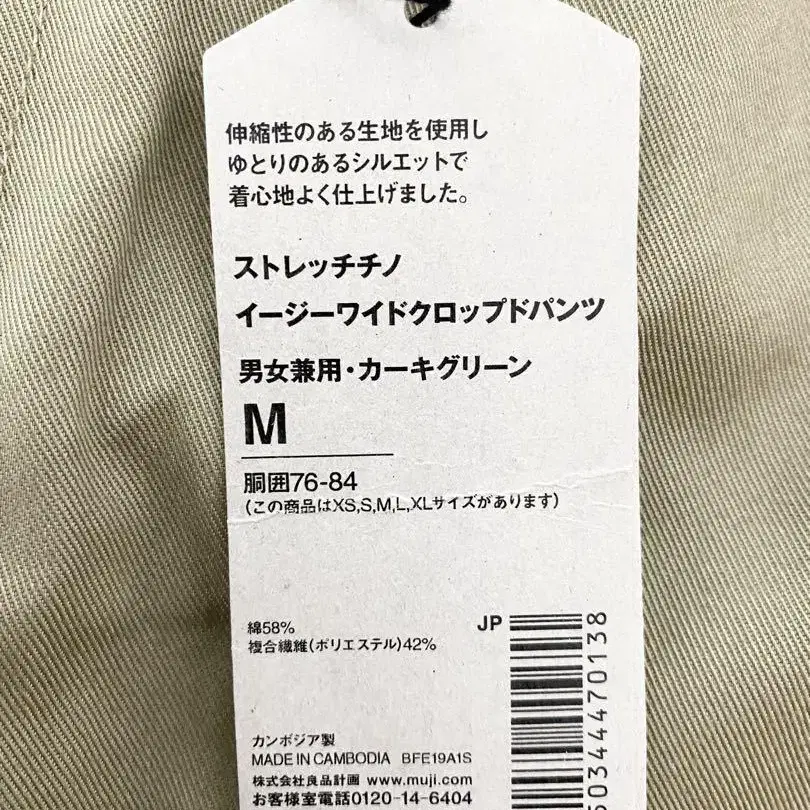 伸縮性のある生地を使用し
ゆとりのあるシルエットで
着心地よく仕上げました。
ストレッチチノ
イージーワイドクロップドパンツ
男女兼用・カーキグリーン
M
胴囲76-84
(この商品はXS,S,M,L,XLサイズがあります)
綿58%
複合繊維(ポリエステル)42%
JP
503444470138
カンボジア製
MADE IN CAMBODIA BFE19A1S
株式会社良品計画 www.muji.com
お客様室電話0120-14-6404